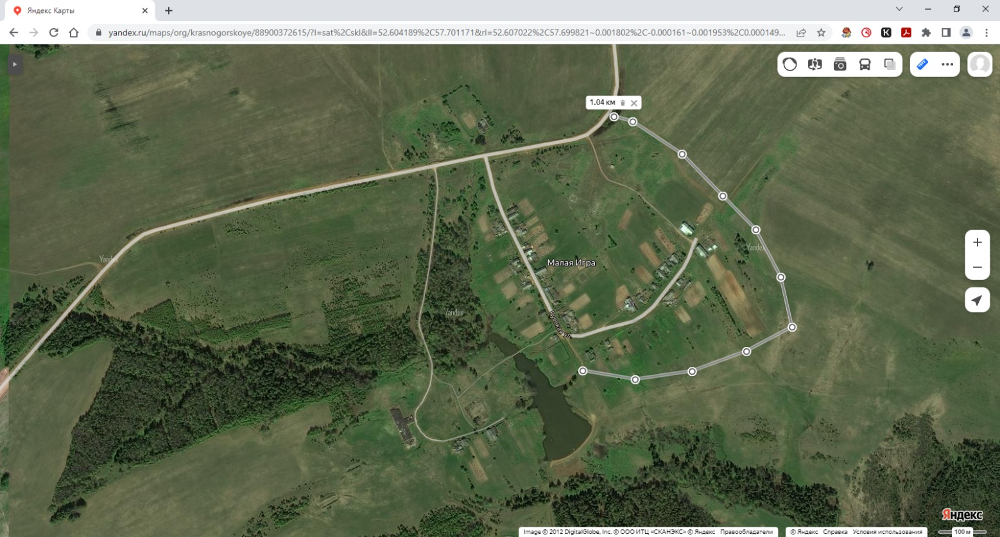 Яндекс Карты
yandex.ru/maps/org/krasnogorskoye/88900372615/?l=sat%2Cskl&ll=52.604189%2C57.701171&rl=52.607022%2C57.699821~0.001802%2C-0.000161~0.001953%2C0.000149...
1.04 км
Yandex
Yandex
Малая Игра
Yandex
Русская ул.
Яндекс
Image © 2012 DigitalGlobe, Inc. © ООО ИТЦ «СКАНЭКС» © Яндекс Правообладатели
© Яндекс Справка Условия использования
100 м